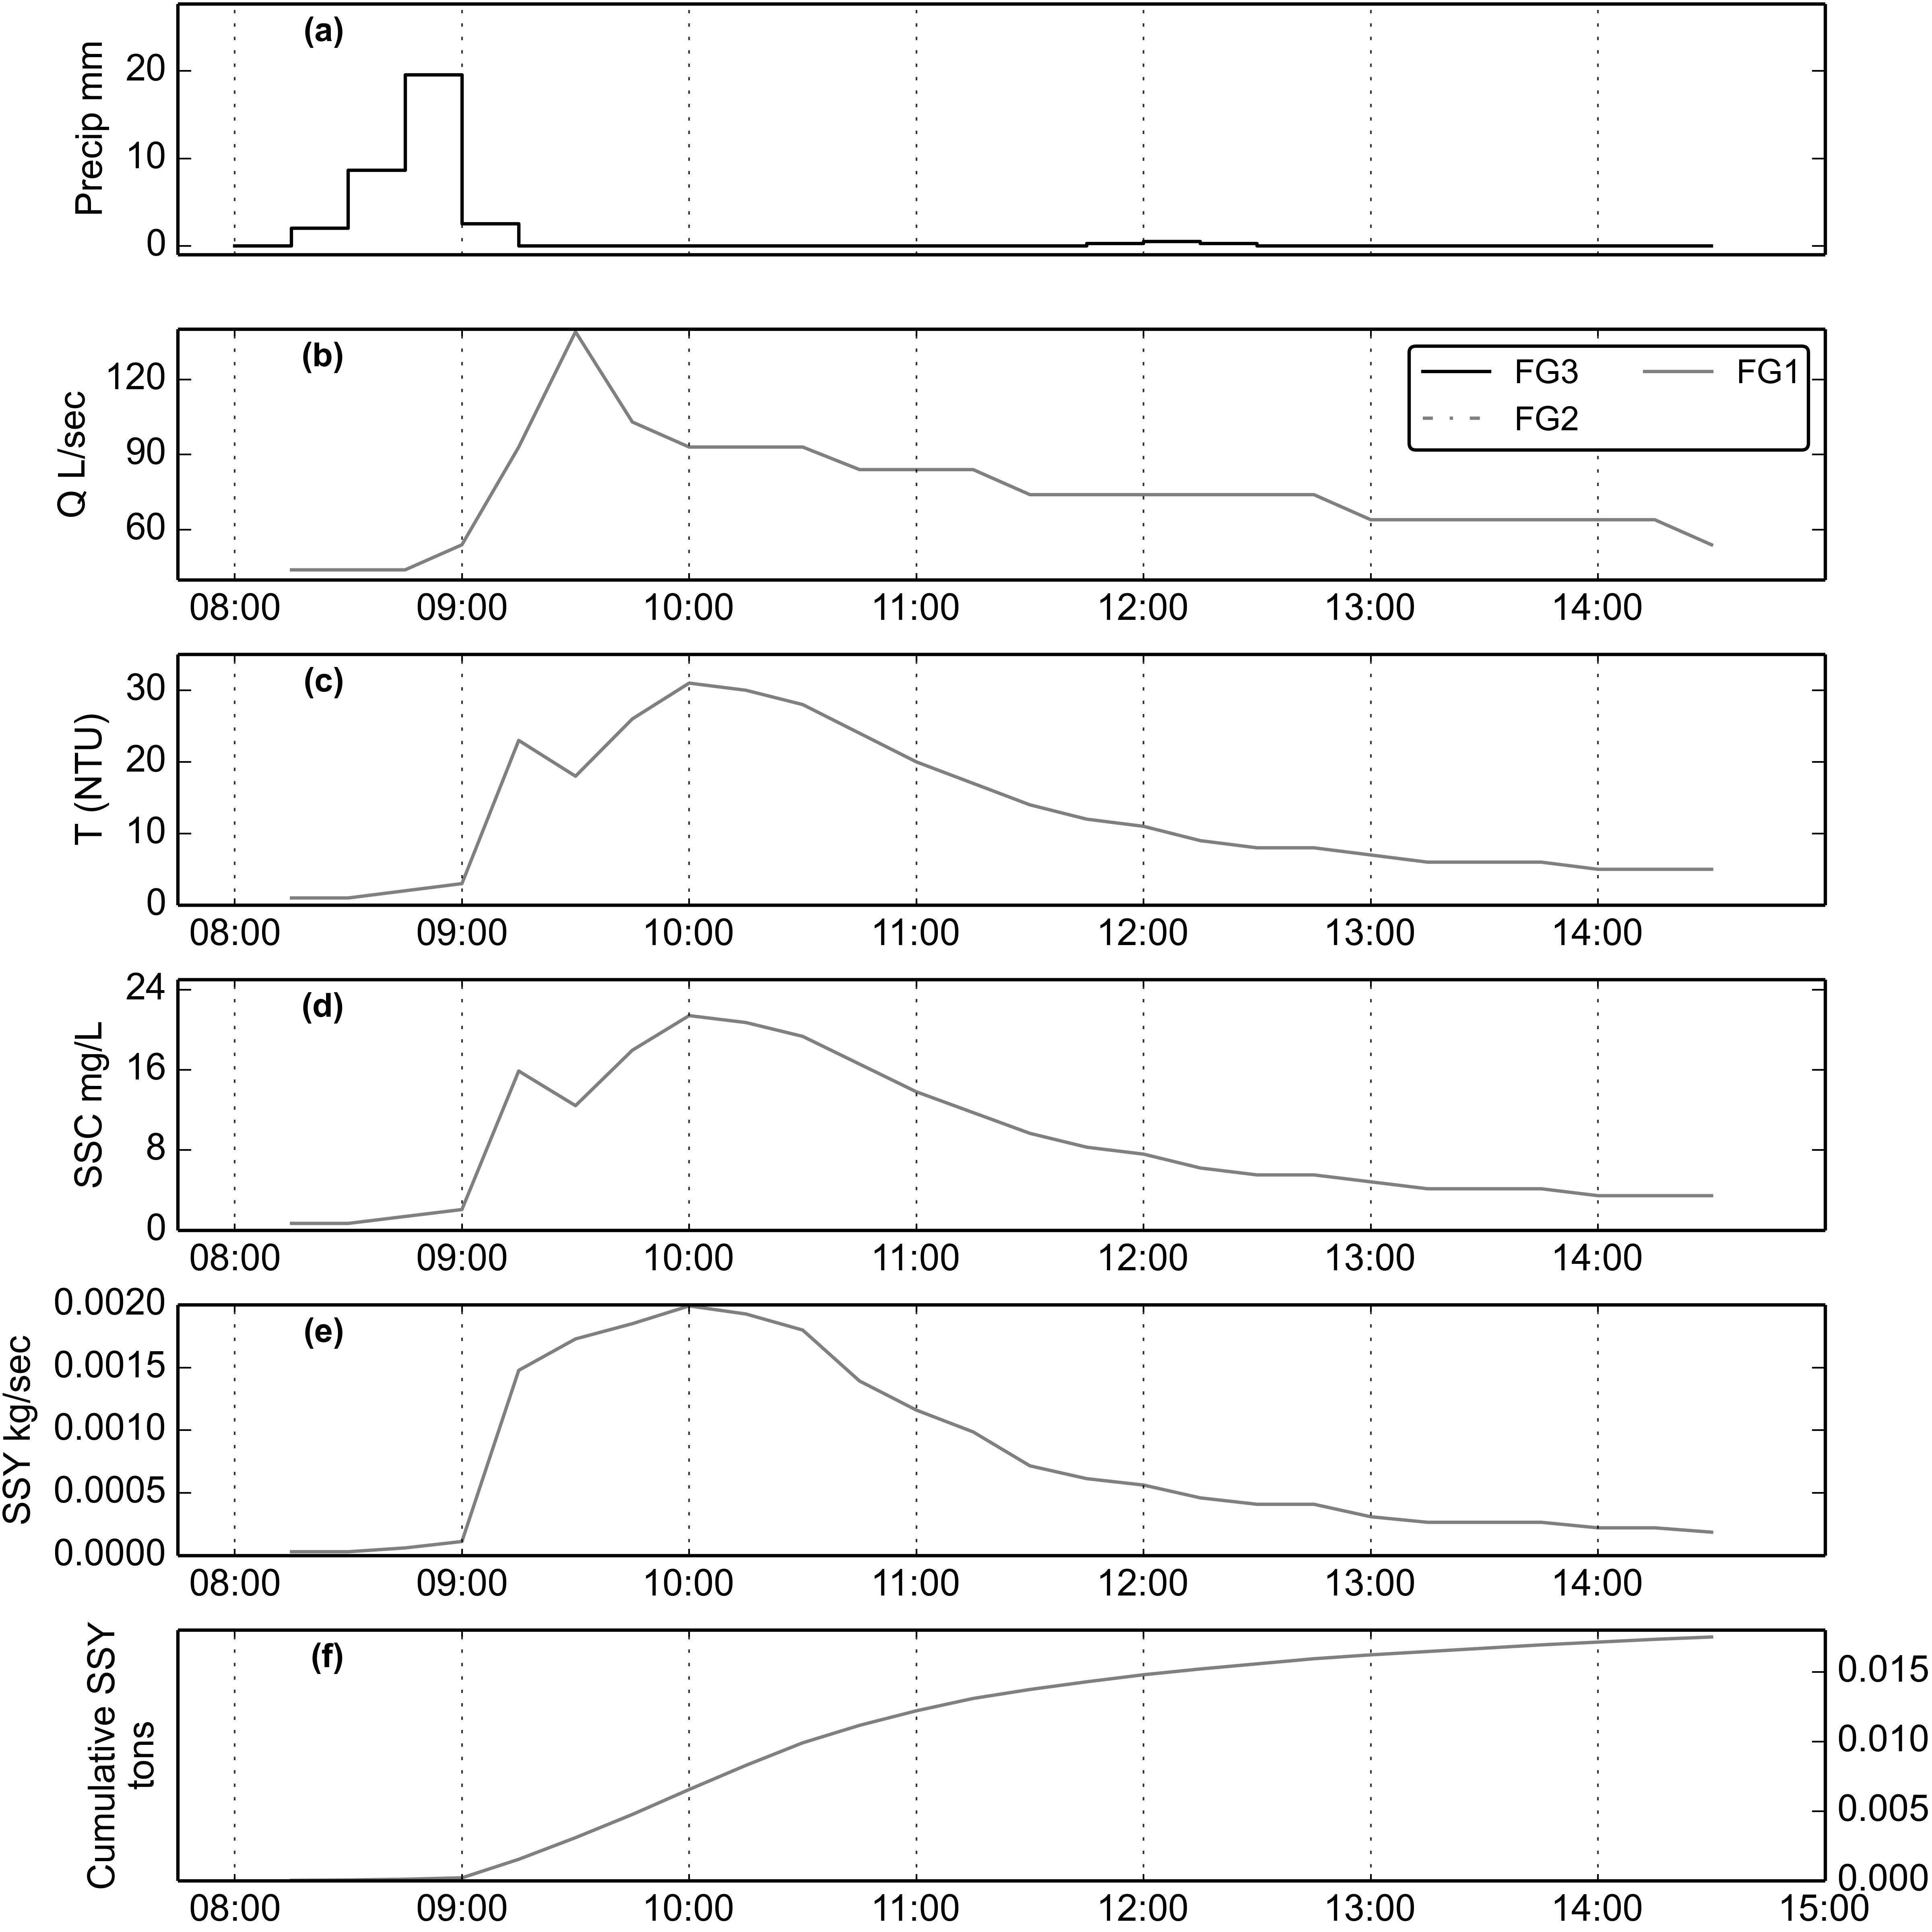 (a)
Precip mm
20
10
0
(b)
Q L/sec
120
90
60
FG3 FG1
FG2
08:00 09:00 10:00 11:00 12:00 13:00 14:00
(c)
T (NTU)
30
20
10
0
08:00 09:00 10:00 11:00 12:00 13:00 14:00
(d)
SSC mg/L
24
16
8
0
08:00 09:00 10:00 11:00 12:00 13:00 14:00
(e)
SSY kg/sec
0.0020
0.0015
0.0010
0.0005
0.0000
08:00 09:00 10:00 11:00 12:00 13:00 14:00
(f)
Cumulative SSY
tons
0.015
0.010
0.005
0.000
08:00 09:00 10:00 11:00 12:00 13:00 14:00 15:00